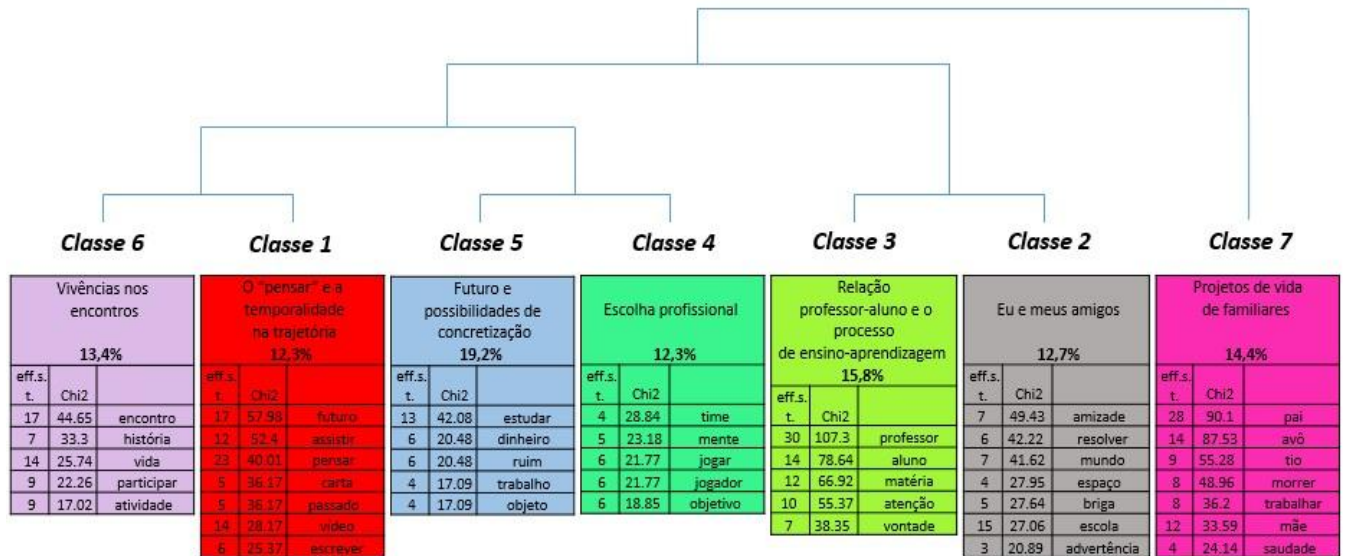 Classe 6
Classe 1
Classe 5
Classe 4
Classe 3
Classe 2
Classe 7
Vivências nos
encontros
13,4%
eff.s.
t. Chi2
17 44.65 encontro
7 33.3 história
14 25.74 vida
9 22.26 participar
9 17.02 atividade
O "pensar" e a
temporalidade
na trajetória
12,3%
eff.s.
t. Chi2
17 57.98 futuro
12 52.4 assistir
23 40.01 pensar
5 36.17 carta
5 36.17 passado
14 28.17 vídeo
6 25.37 escrever
Futuro e
possibilidades de
concretização
19,2%
eff.s.
t. Chi2
13 42.08 estudar
6 20.48 dinheiro
6 20.48 ruim
4 17.09 trabalho
4 17.09 objeto
Escolha profissional
12,3%
eff.s.
t. Chi2
4 28.84 time
5 23.18 mente
6 21.77 jogar
6 21.77 jogador
6 18.85 objetivo
Relação
professor-aluno e o
processo
de ensino-aprendizagem
15,8%
eff.s.
t. Chi2
30 107.3 professor
14 78.64 aluno
12 66.92 matéria
10 55.37 atenção
7 38.35 vontade
Eu e meus amigos
12,7%
eff.s.
t. Chi2
7 49.43 amizade
6 42.22 resolver
7 41.62 mundo
4 27.95 espaço
5 27.64 briga
15 27.06 escola
3 20.89 advertência
Projetos de vida
de familiares
14,4%
eff.s.
t. Chi2
28 90.1 pai
14 87.53 avô
9 55.28 tio
8 48.96 morrer
8 36.2 trabalhar
12 33.59 mãe
4 24.14 saudade